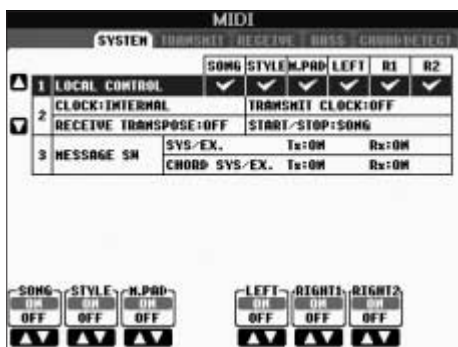 MIDI
SYSTEM TRANSMIT RECEIVE BASS CHORD DETECT
SONG STYLE M.PAD LEFT R1 R2
1 LOCAL CONTROL
2 CLOCK:INTERNAL TRANSMIT CLOCK:OFF
RECEIVE TRANSPOSE:OFF START/STOP:SONG
3 MESSAGE SW SYS/EX. Tx:ON Rx:ON
CHORD SYS/EX. Tx:ON Rx:ON
SONG STYLE M.PAD LEFT RIGHT1 RIGHT2
ON ON ON ON ON ON
OFF OFF OFF OFF OFF OFF